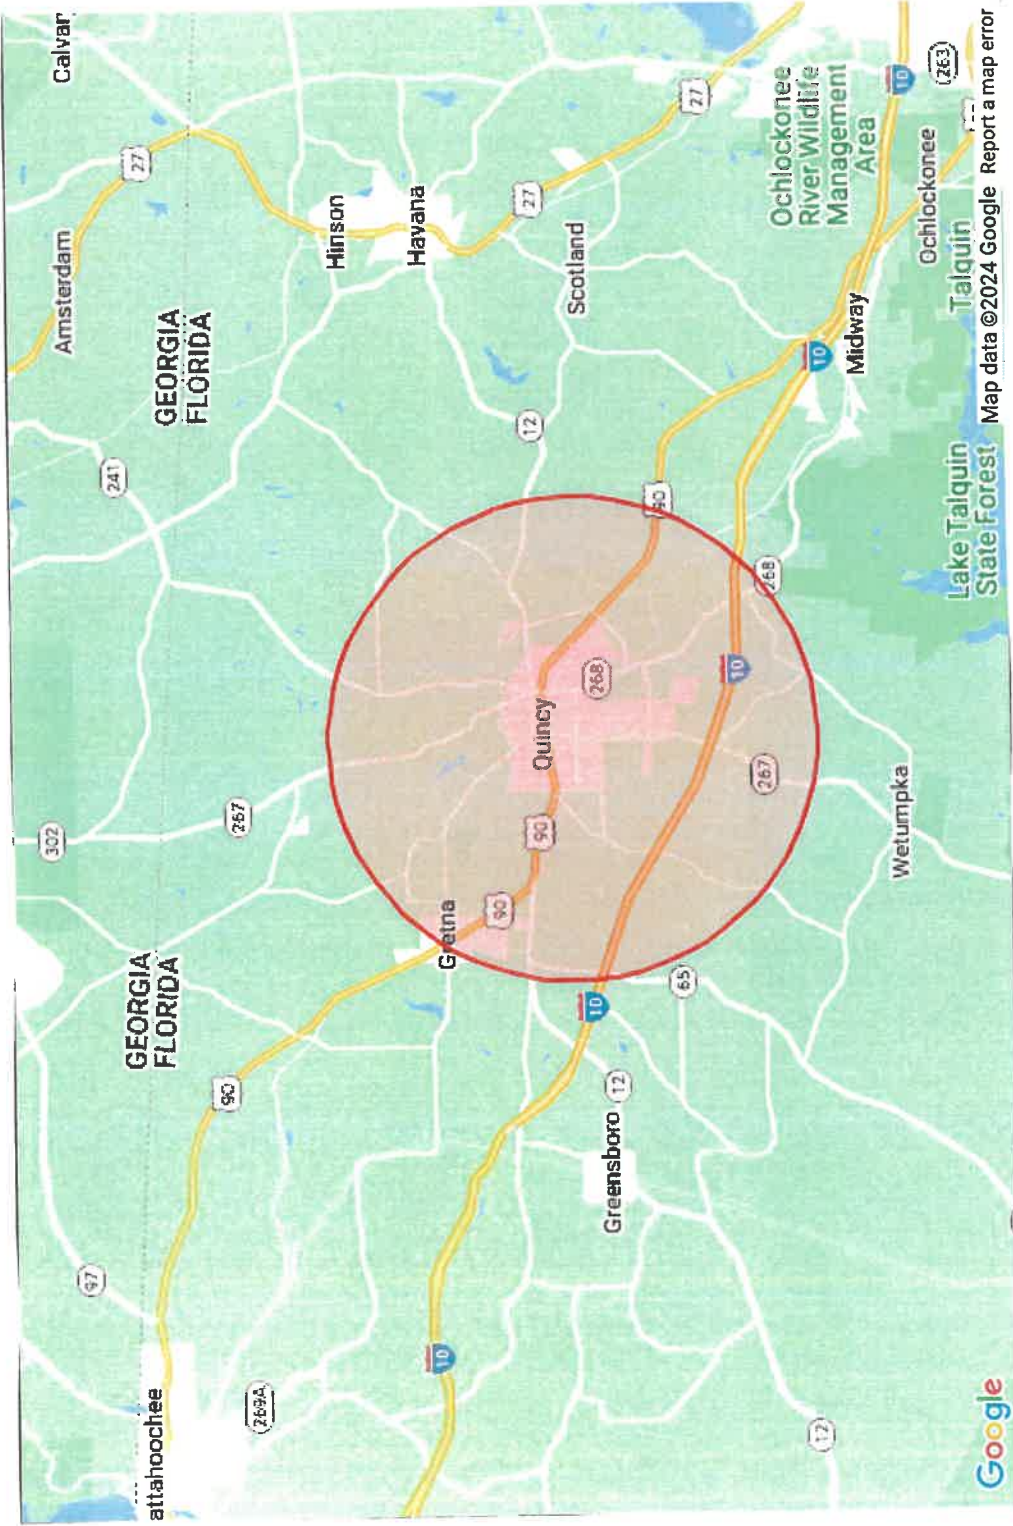 Calvar
27
Amsterdam
GEORGIA
FLORIDA
Hinson
Havana
241
27
27
Scotland
Ochlockonee
River Wildlife
Management
Area
10
263
Ochlockonee
Talquin
Midway
10
12
90
268
Lake Talquin
State Forest
302
267
Quincy
268
10
267
90
90
Gretna
Wetumpka
GEORGIA
FLORIDA
90
10
65
12
Greensboro
97
attahoochee
269A
10
12
Google
Map data ©2024 Google Report a map error